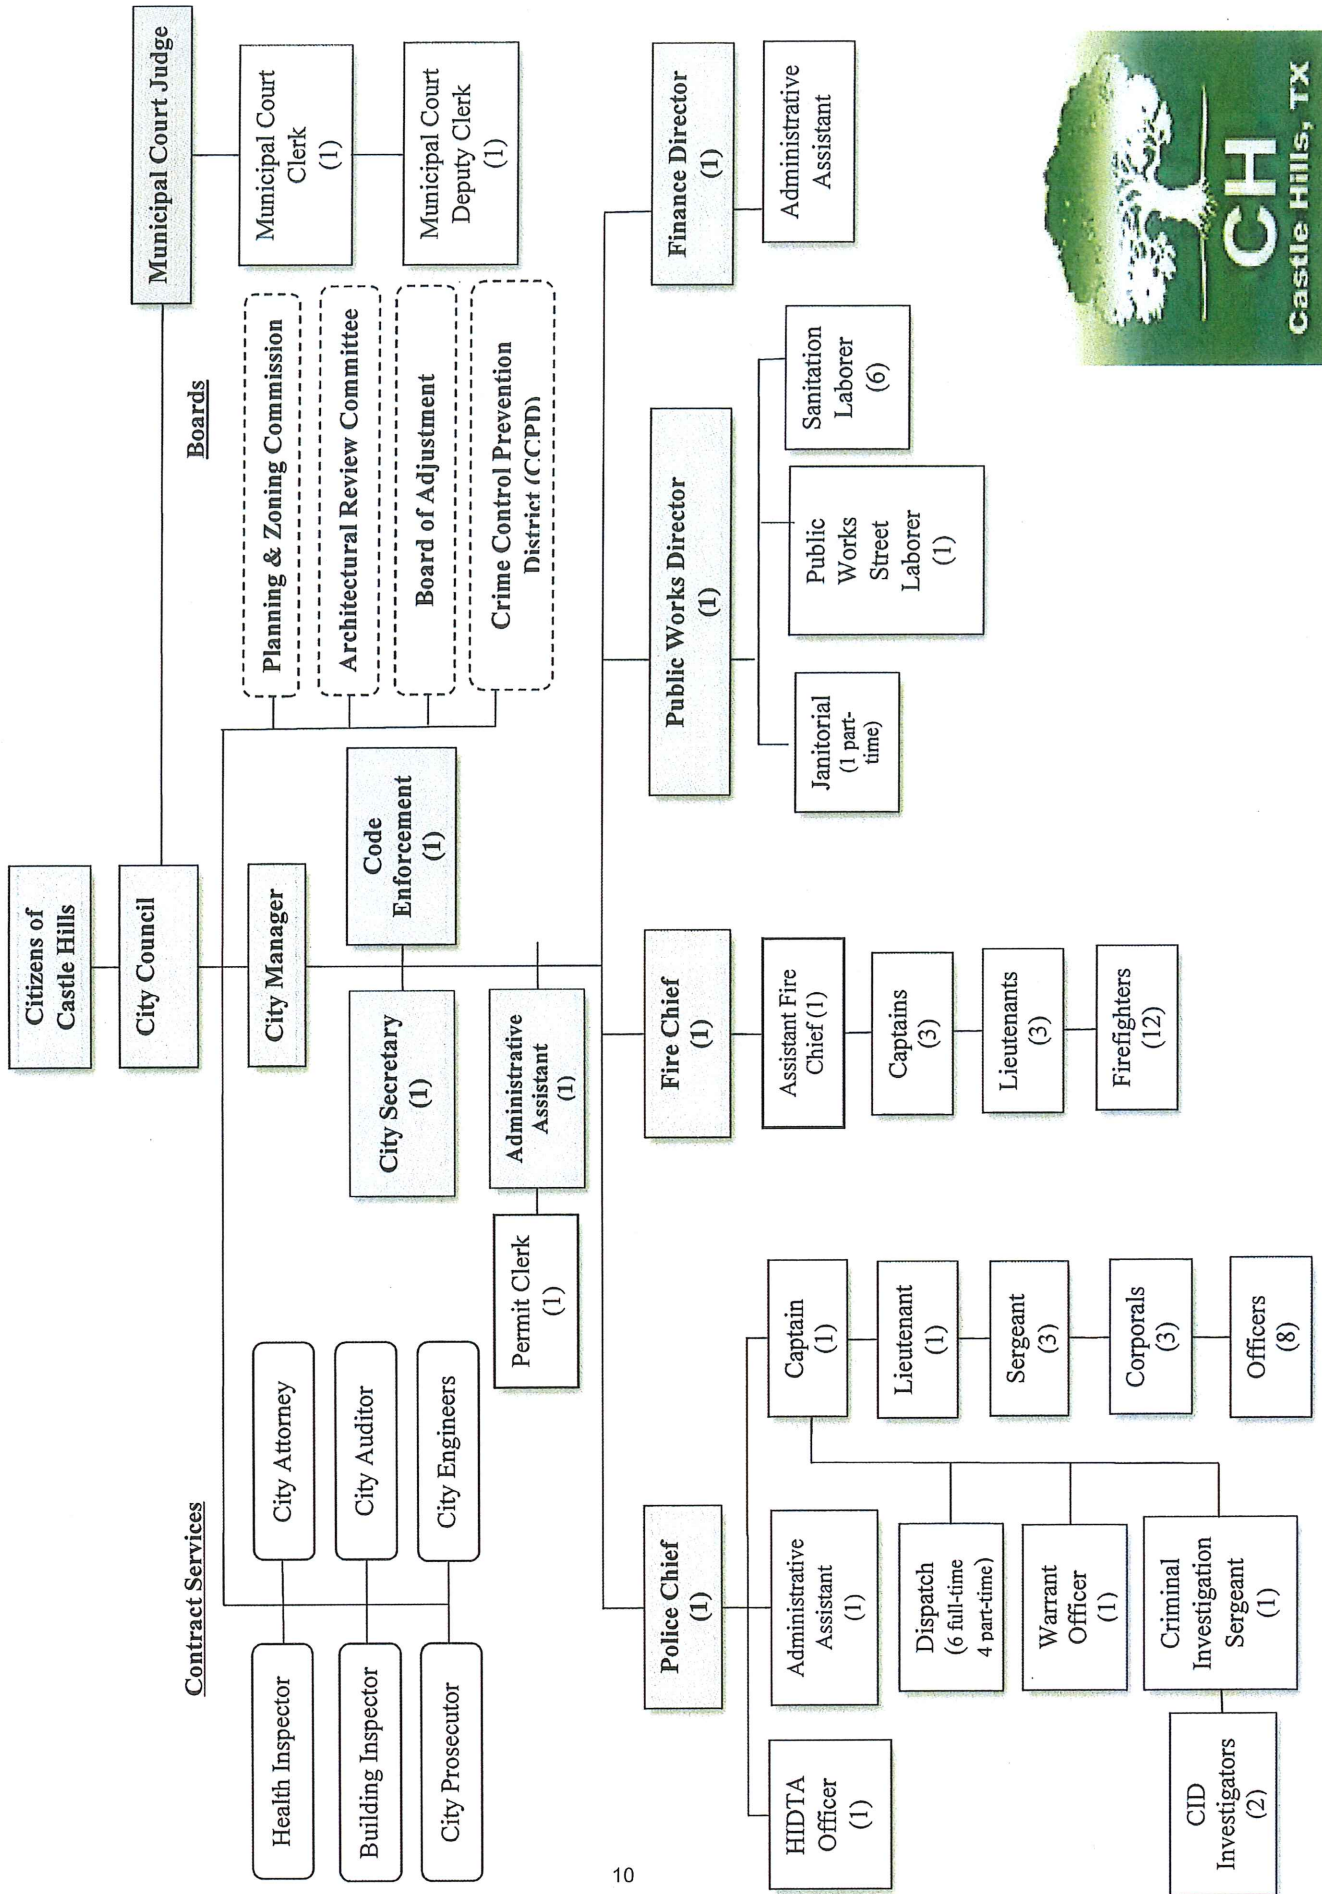 Citizens of
Castle Hills
City Council
Municipal Court Judge
City Manager
Contract Services
Health Inspector
City Attorney
Building Inspector
City Auditor
City Prosecutor
City Engineers
City Secretary
(1)
Code
Enforcement
(1)
Permit Clerk
(1)
Administrative
Assistant
(1)
Boards
Planning & Zoning Commission
Architectural Review Committee
Board of Adjustment
Crime Control Prevention
District (CCPD)
Municipal Court
Clerk
(1)
Municipal Court
Deputy Clerk
(1)
Police Chief
(1)
HIDTA
Officer
(1)
Administrative
Assistant
(1)
Dispatch
(6 full-time
4 part-time)
Warrant
Officer
(1)
Criminal
Investigation
Sergeant
(1)
CID
Investigators
(2)
Captain
(1)
Lieutenant
(1)
Sergeant
(3)
Corporals
(3)
Officers
(8)
Fire Chief
(1)
Assistant Fire
Chief (1)
Captains
(3)
Lieutenants
(3)
Firefighters
(12)
Public Works Director
(1)
Janitorial
(1 part-
time)
Public
Works
Street
Laborer
(1)
Sanitation
Laborer
(6)
Finance Director
(1)
Administrative
Assistant
CH
Castle Hills, TX
10